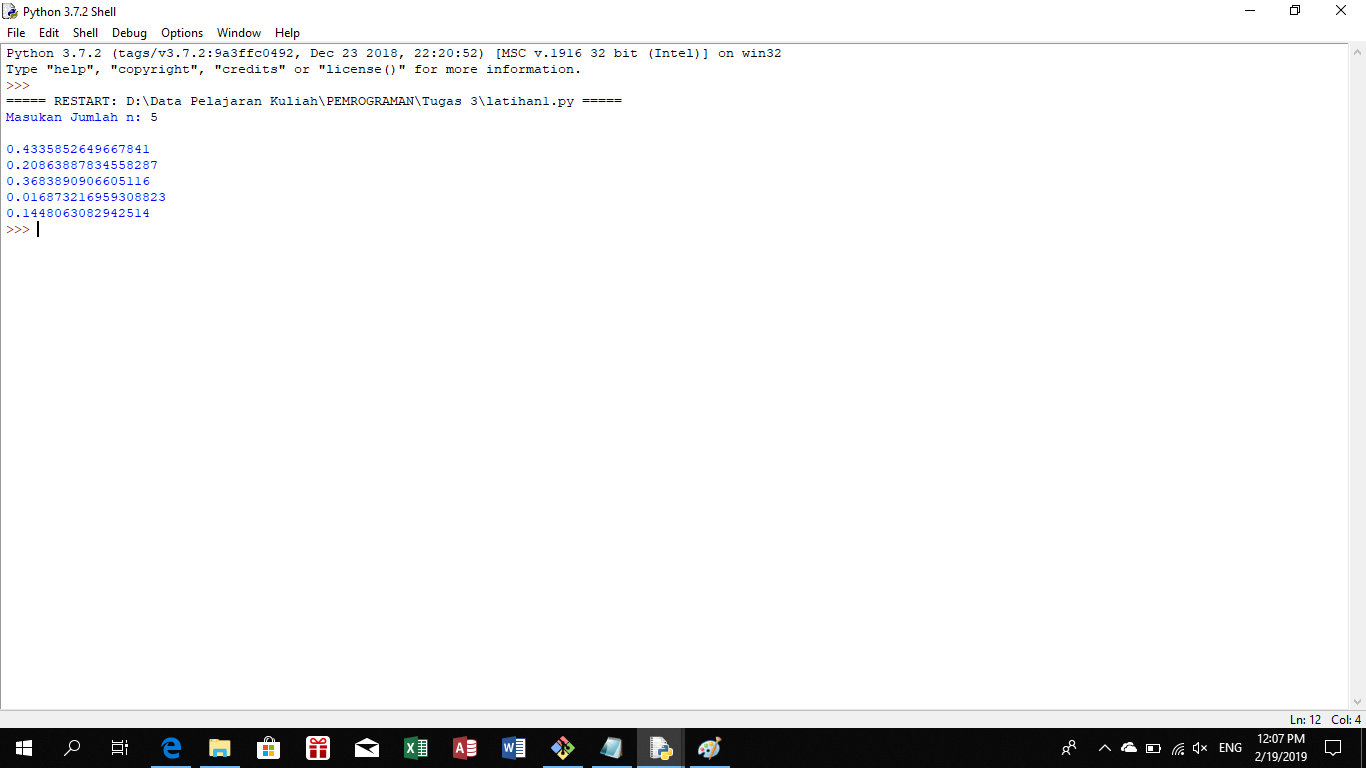 Python 3.7.2 Shell
File Edit Shell Debug Options Window Help
Python 3.7.2 (tags/v3.7.2:9a3ffc0492, Dec 23 2018, 22:20:52) [MSC v.1916 32 bit (Intel)] on win32
Type "help", "copyright", "credits" or "license()" for more information.
>>>
===== RESTART: D:\Data Pelajaran Kuliah\PEMROGRAMAN\Tugas 3\latihan1.py =====
Masukan Jumlah n: 5
0.4335852649667841
0.20863887834558287
0.3683890906605116
0.016873216959308823
0.1448063082942514
>>>
Ln: 12 Col: 4
ENG
12:07 PM
2/19/2019